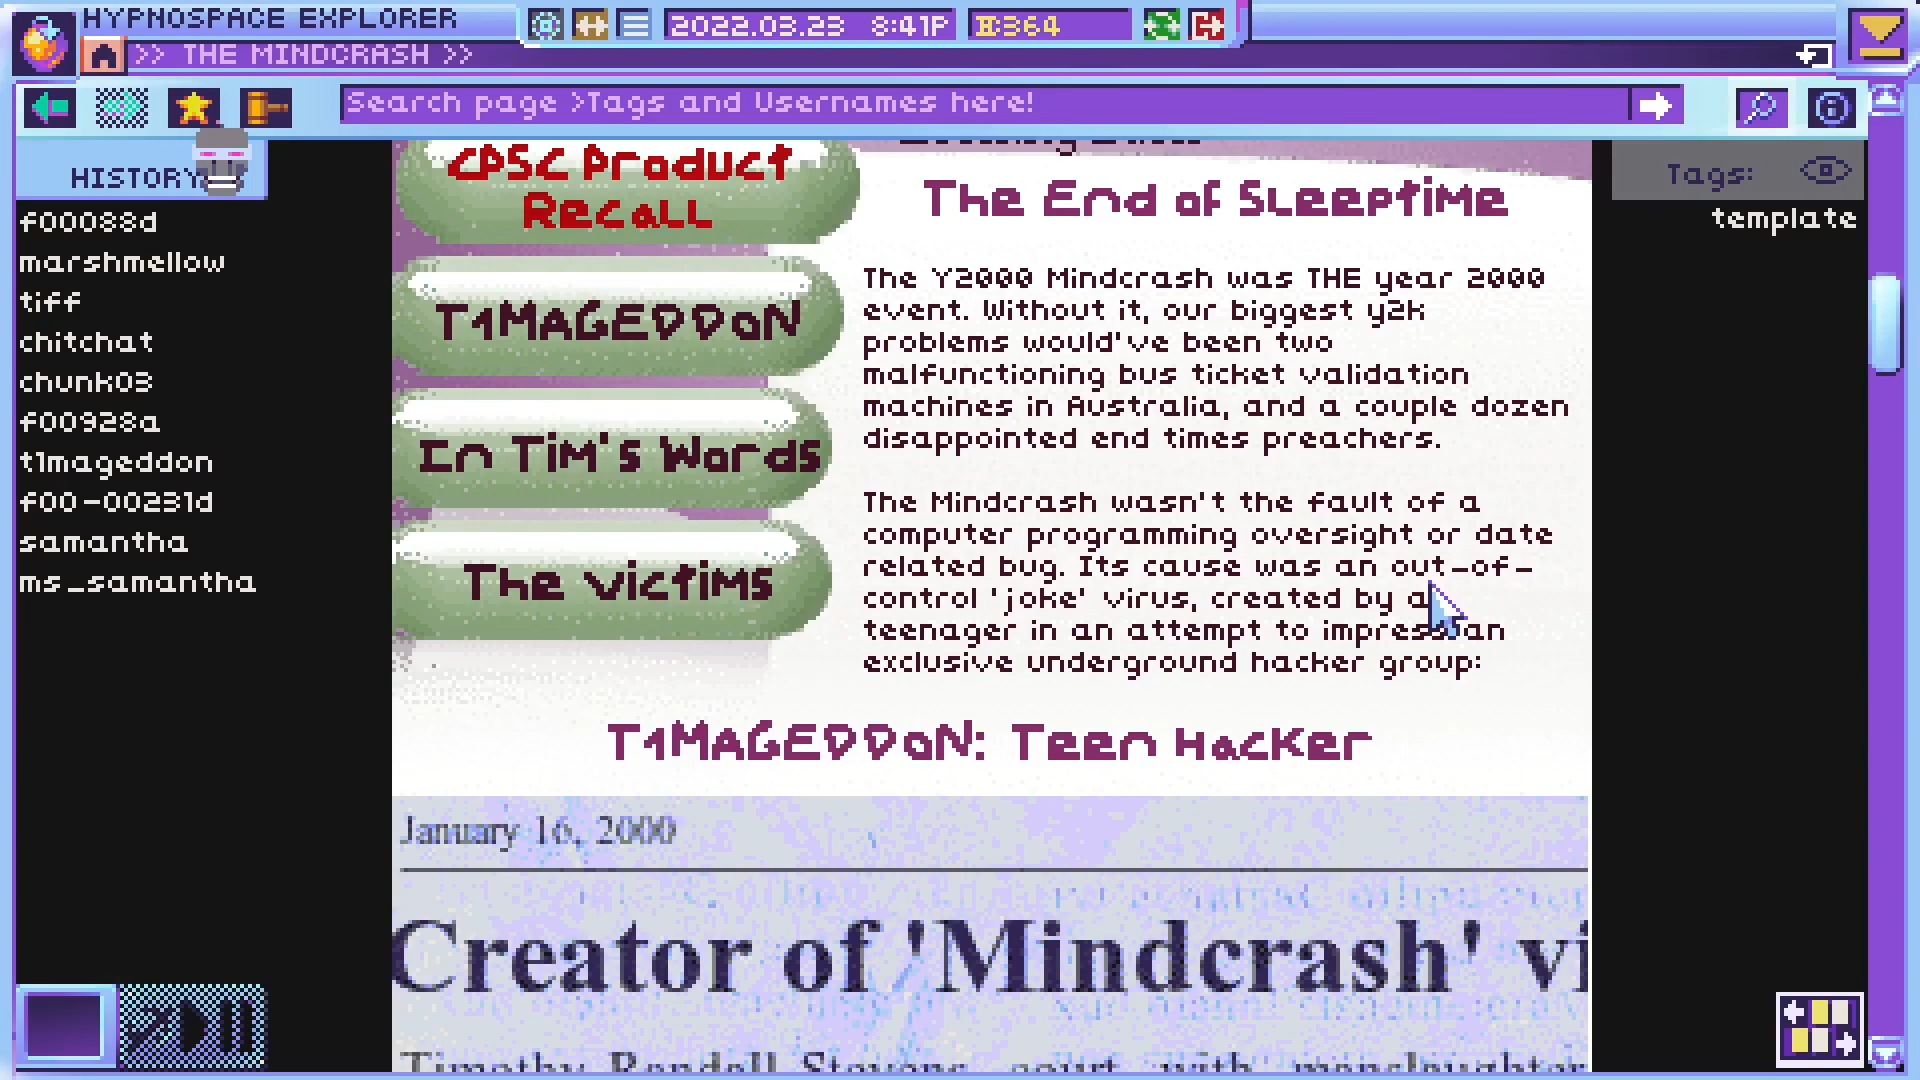 HYPNOSPACE EXPLORER
2022.03.23 8:41P
364
>> THE MINDCRASH >>
Search page >Tags and Usernames here!
HISTORY
f00088d
marshmellow
tiff
chitchat
chunk03
f00928a
t1mageddon
f00-00231d
samantha
ms_samantha
CPSC Product
Recall
T1MAGEDDON
In Tim's Words
The Victims
The End of Sleeptime
The Y2000 Mindcrash was THE year 2000
event. Without it, our biggest y2k
problems would've been two
malfunctioning bus ticket validation
machines in Australia, and a couple dozen
disappointed end times preachers.
The Mindcrash wasn't the fault of a
computer programming oversight or date
related bug. Its cause was an out-of-
control 'joke' virus, created by a
teenager in an attempt to impress an
exclusive underground hacker group:
T1MAGEDDON: Teen Hacker
January 16, 2000
Creator of 'Mindcrash' vi
Timothy Randall Stevens, court, with manslaughter
Tags:
template